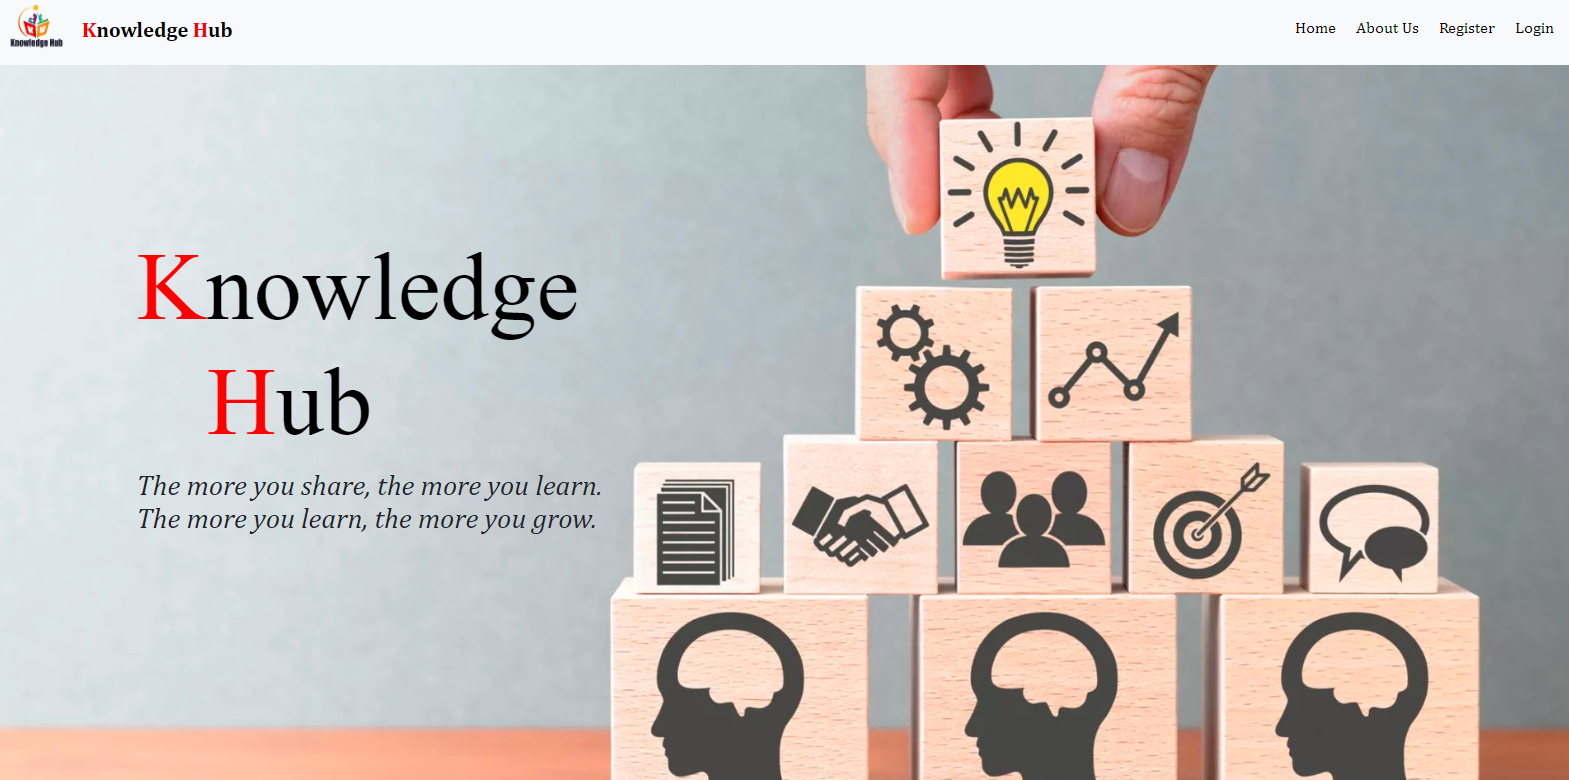 Knowledge Hub
Knowledge Hub
Home About Us Register Login
Knowledge
Hub
The more you share, the more you learn.
The more you learn, the more you grow.